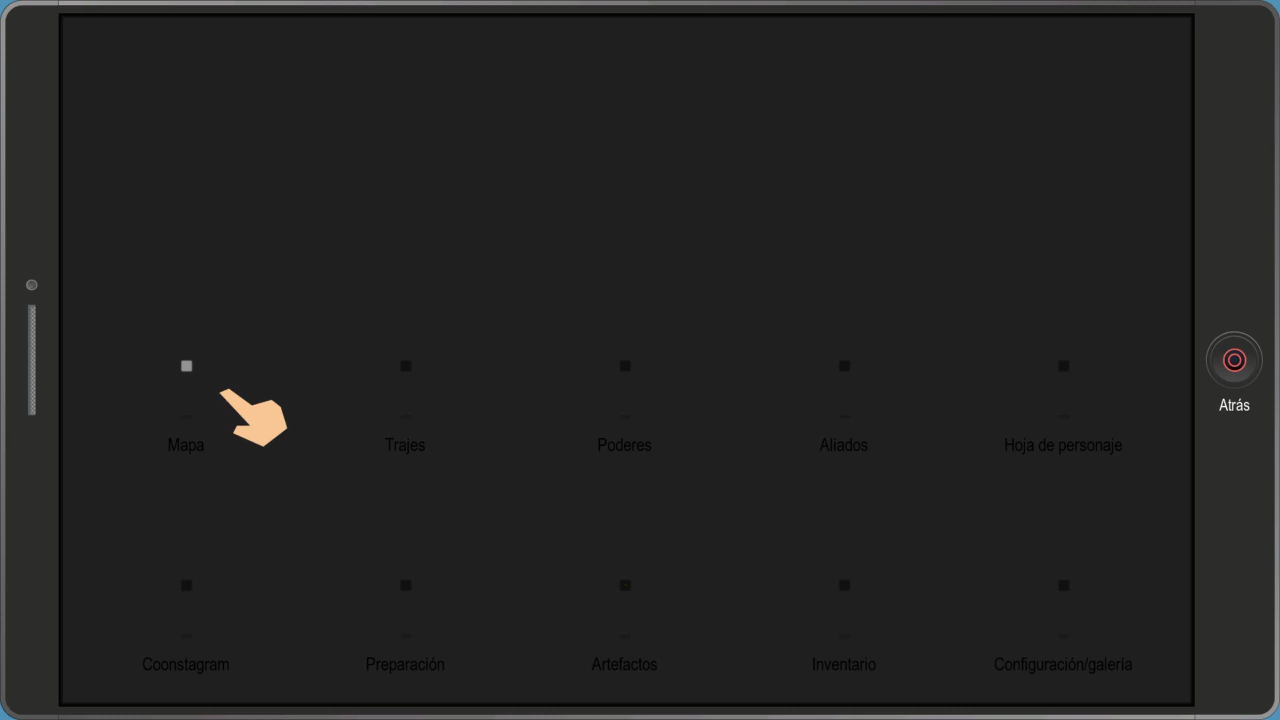 Atrás
Mapa
Trajes
Poderes
Aliados
Hoja de personaje
Coonstagram
Preparación
Artefactos
Inventario
Configuración/galería